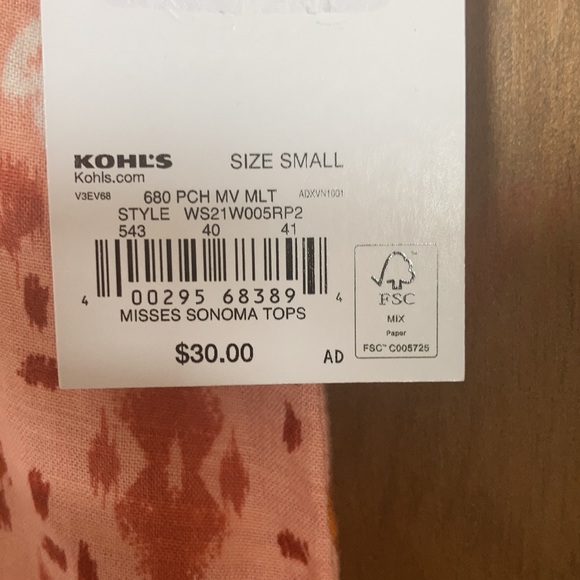 KOHL'S SIZE SMALL
Kohls.com
V3EV68 680 PCH MV MLT ADXVN1001
STYLE WS21W005RP2
543 40 41
4 00295 68389 4
MISSES SONOMA TOPS
$30.00 AD
FSC
MIX
Paper
FSC™ C005725